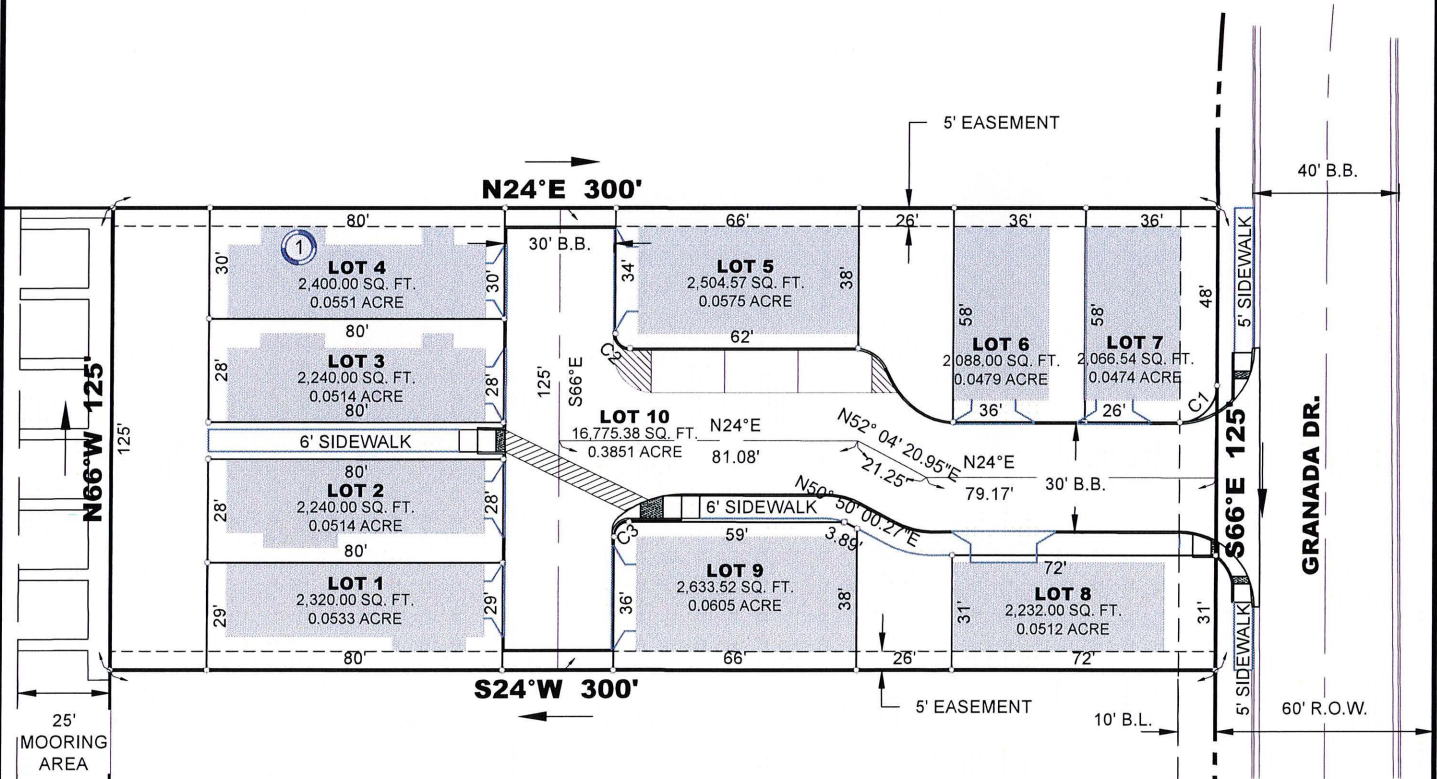 5' EASEMENT
40' B.B.
N24°E 300'
80'
66'
26'
36'
36'
30' B.B.
1
LOT 4
2,400.00 SQ. FT.
0.0551 ACRE
30'
30'
34'
LOT 5
2,504.57 SQ. FT.
0.0575 ACRE
38'
48'
5' SIDEWALK
80'
62'
58'
LOT 6
2,088.00 SQ. FT.
0.0479 ACRE
58'
LOT 7
2,066.54 SQ. FT.
0.0474 ACRE
C2
C1
LOT 3
2,240.00 SQ. FT.
0.0514 ACRE
28'
28'
80'
125'
S66°E
36'
26'
N66°W 125'
125'
6' SIDEWALK
LOT 10
16,775.38 SQ. FT.
0.3851 ACRE
N24°E
81.08'
N52° 04' 20.95"E
21.25'
N24°E
79.17'
30' B.B.
S66°E 125'
GRANADA DR.
80'
LOT 2
2,240.00 SQ. FT.
0.0514 ACRE
28'
28'
80'
6' SIDEWALK
N50° 50' 00.27"E
C3
59'
3.89'
72'
LOT 1
2,320.00 SQ. FT.
0.0533 ACRE
29'
29'
LOT 9
2,633.52 SQ. FT.
0.0605 ACRE
36'
38'
LOT 8
2,232.00 SQ. FT.
0.0512 ACRE
31'
31'
5' SIDEWALK
80'
66'
26'
72'
S24°W 300'
5' EASEMENT
10' B.L.
60' R.O.W.
25'
MOORING
AREA